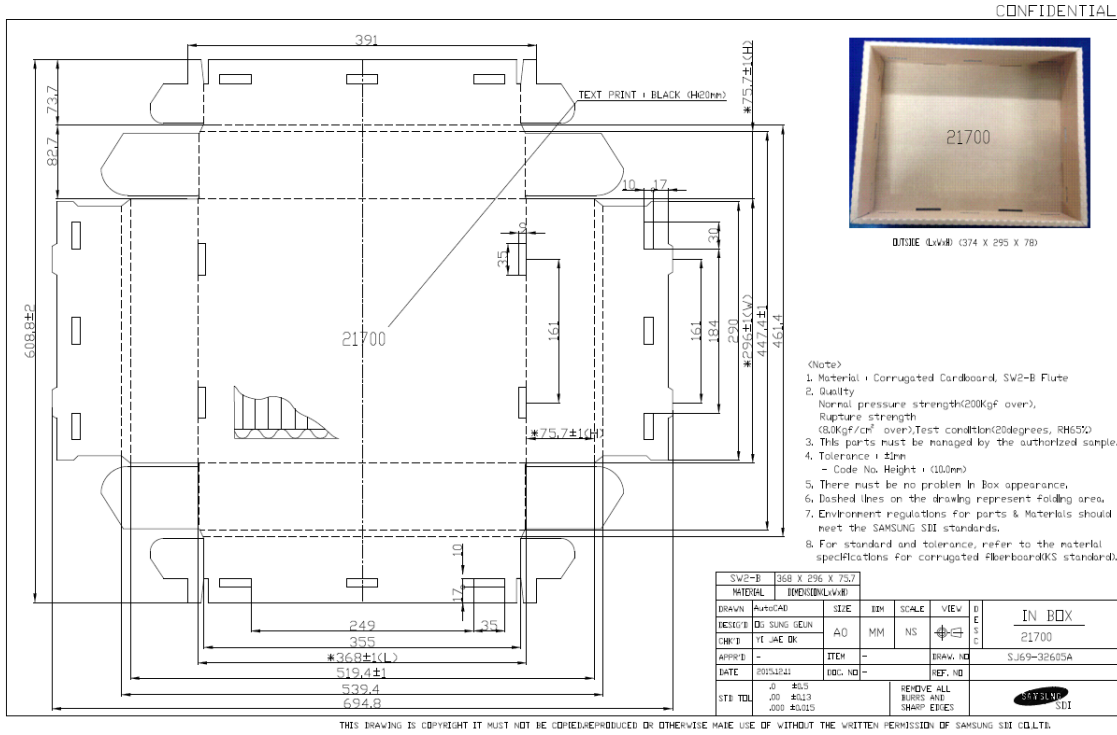 CONFIDENTIAL
391
*75.7±1(H)
73.7
TEXT PRINT : BLACK (H:20mm)
82.7
21700
10
17
OUTSIDE (LxWxH) (374 X 295 X 78)
9
30
35
608.8±2
161
161
184
290
*296±1(W)
447.4±1
461.4
21700
*75.7±1(H)
<Note>
1. Material : Corrugated Cardboard, SW2-B Flute
2. Quality
Normal pressure strength(200Kgf over),
Rupture strength
(8.0Kgf/cm² over),Test condition(20degrees, RH65%)
3. This parts must be managed by the authorized sample.
4. Tolerance : ±1mm
- Code No. Height : (10.0mm)
5. There must be no problem in Box appearance.
6. Dashed lines on the drawing represent folding area.
7. Environment regulations for parts & Materials should
meet the SAMSUNG SDI standards.
8. For standard and tolerance, refer to the material
specifications for corrugated fiberboard(KS standard).
10
17
249
35
355
*368±1(L)
519.4±1
539.4
694.8
SW2-B 368 X 296 X 75.7
MATERIAL DIMENSION(LxWxH)
DRAWN AutoCAD SIZE DIM SCALE VIEW DESC IN BOX
DESIG'D OG SUNG GEUN A0 MM NS 21700
CHK'D YI JAE OK
APPR'D - ITEM - DRAW. NO SJ69-32605A
DATE 2015.12.11 DOC. NO - REF. NO
STD TOL .0 ±0.5 REMOVE ALL SAMSUNG
.00 ±0.13 BURRS AND SDI
.000 ±0.015 SHARP EDGES
THIS DRAWING IS COPYRIGHT IT MUST NOT BE COPIED,REPRODUCED OR OTHERWISE MADE USE OF WITHOUT THE WRITTEN PERMISSION OF SAMSUNG SDI CO.,LTD.